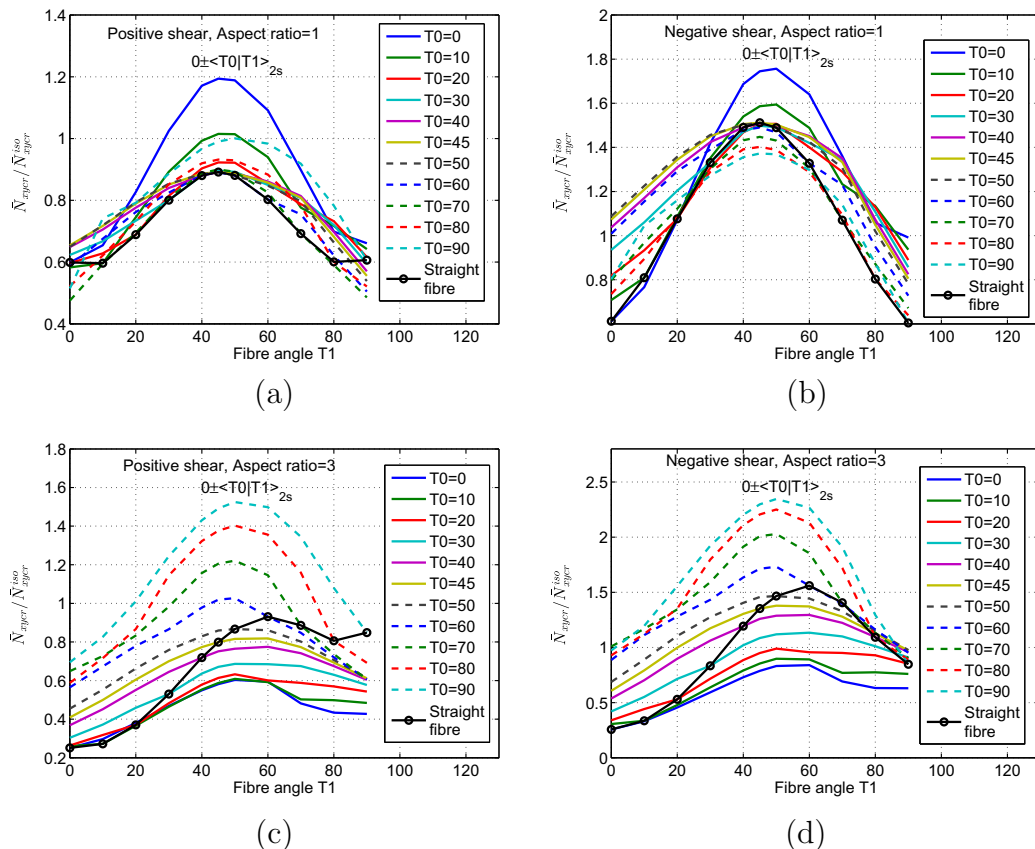 1.4
1.2
1
0.8
0.6
0.4
N̄xycr/N̄xycr^iso
Positive shear, Aspect ratio=1
0±<T0|T1>2s
T0=0
T0=10
T0=20
T0=30
T0=40
T0=45
T0=50
T0=60
T0=70
T0=80
T0=90
Straight
fibre
0 20 40 60 80 100 120
Fibre angle T1
(a)
2
1.8
1.6
1.4
1.2
1
0.8
N̄xycr/N̄xycr^iso
Negative shear, Aspect ratio=1
0±<T0|T1>2s
T0=0
T0=10
T0=20
T0=30
T0=40
T0=45
T0=50
T0=60
T0=70
T0=80
T0=90
Straight
fibre
0 20 40 60 80 100 120
Fibre angle T1
(b)
1.8
1.6
1.4
1.2
1
0.8
0.6
0.4
0.2
N̄xycr/N̄xycr^iso
Positive shear, Aspect ratio=3
0±<T0|T1>2s
T0=0
T0=10
T0=20
T0=30
T0=40
T0=45
T0=50
T0=60
T0=70
T0=80
T0=90
Straight
fibre
0 20 40 60 80 100 120
Fibre angle T1
(c)
2.5
2
1.5
1
0.5
0
N̄xycr/N̄xycr^iso
Negative shear, Aspect ratio=3
0±<T0|T1>2s
T0=0
T0=10
T0=20
T0=30
T0=40
T0=45
T0=50
T0=60
T0=70
T0=80
T0=90
Straight
fibre
0 20 40 60 80 100 120
Fibre angle T1
(d)